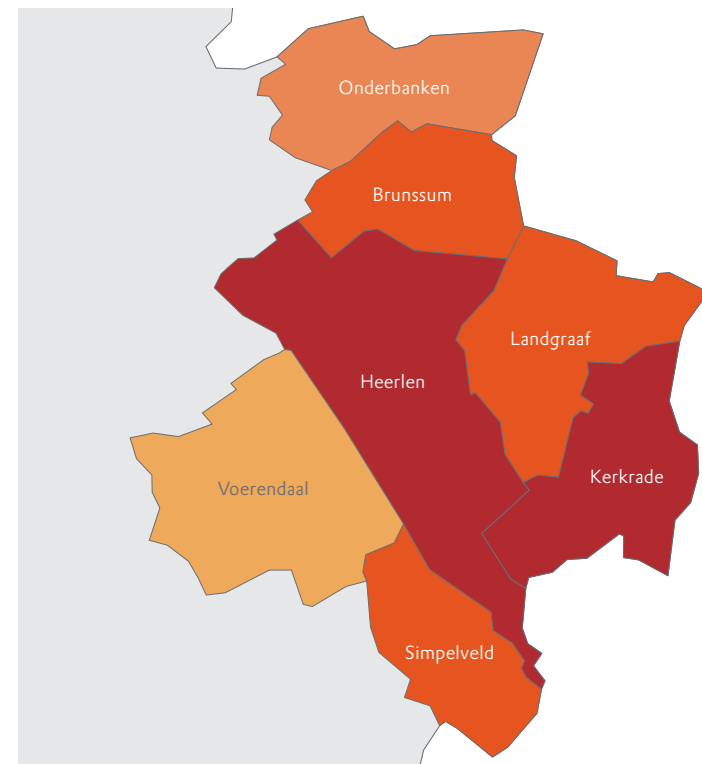 Onderbanken
Brunssum
Landgraaf
Heerlen
Kerkrade
Voerendaal
Simpelveld